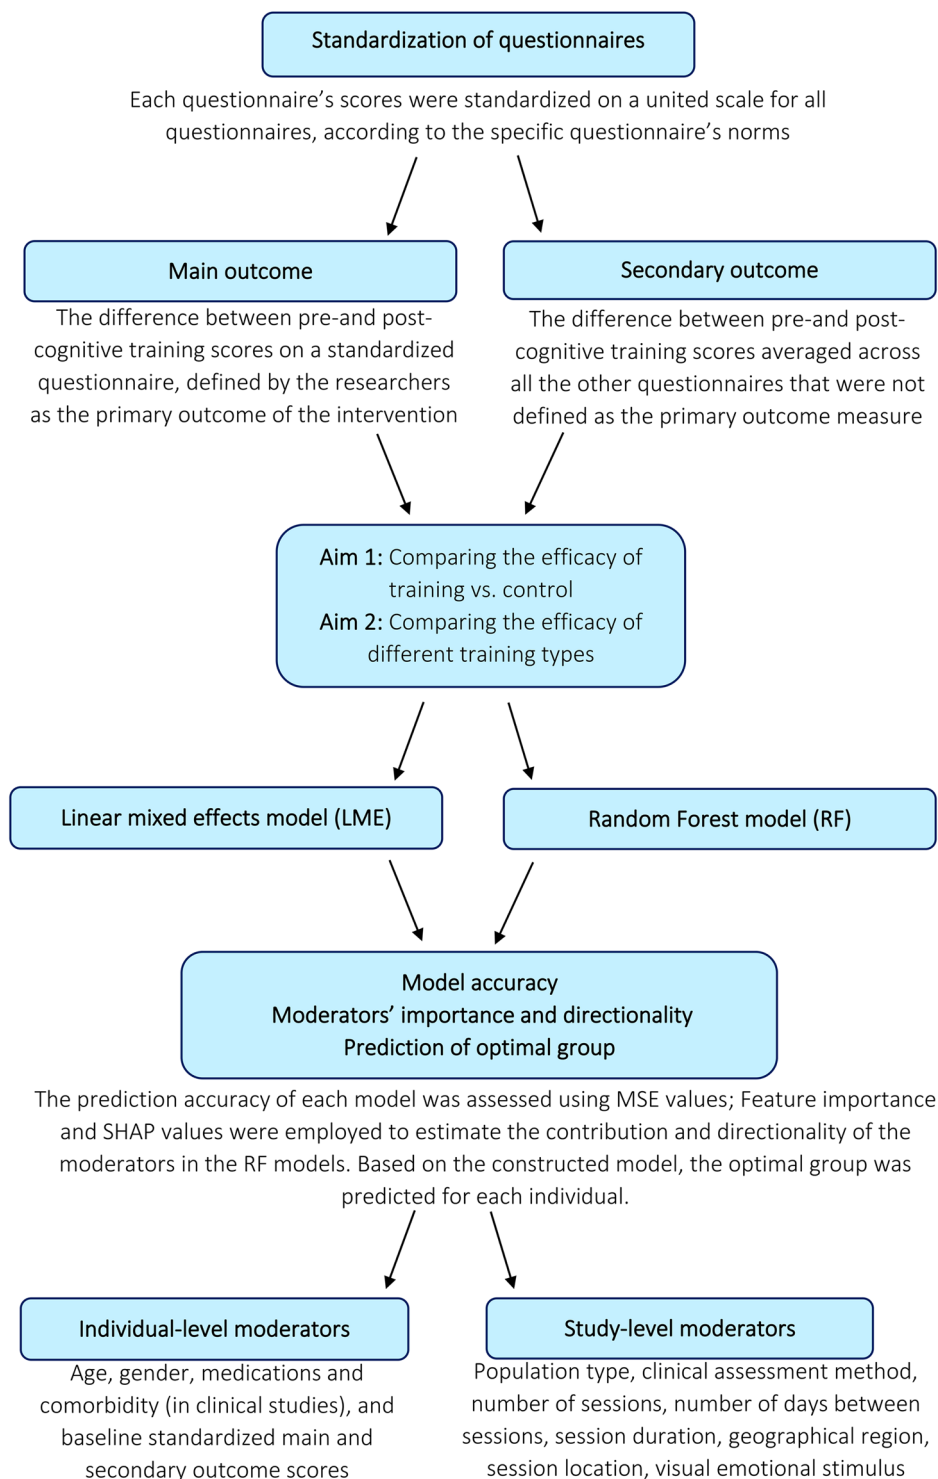 Standardization of questionnaires
Each questionnaire’s scores were standardized on a united scale for all
questionnaires, according to the specific questionnaire’s norms
Main outcome
The difference between pre-and post-
cognitive training scores on a standardized
questionnaire, defined by the researchers
as the primary outcome of the intervention
Secondary outcome
The difference between pre-and post-
cognitive training scores averaged across
all the other questionnaires that were not
defined as the primary outcome measure
Aim 1: Comparing the efficacy of
training vs. control
Aim 2: Comparing the efficacy of
different training types
Linear mixed effects model (LME)
Random Forest model (RF)
Model accuracy
Moderators’ importance and directionality
Prediction of optimal group
The prediction accuracy of each model was assessed using MSE values; Feature importance
and SHAP values were employed to estimate the contribution and directionality of the
moderators in the RF models. Based on the constructed model, the optimal group was
predicted for each individual.
Individual-level moderators
Age, gender, medications and
comorbidity (in clinical studies), and
baseline standardized main and
secondary outcome scores
Study-level moderators
Population type, clinical assessment method,
number of sessions, number of days between
sessions, session duration, geographical region,
session location, visual emotional stimulus